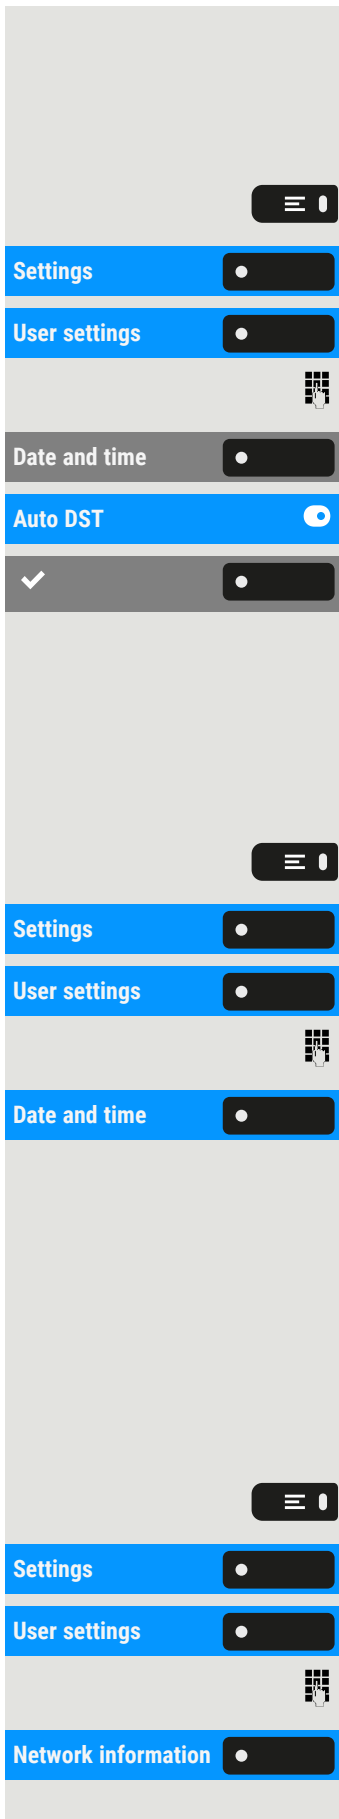 Settings
User settings
Date and time
Auto DST
Settings
User settings
Date and time
Settings
User settings
Network information